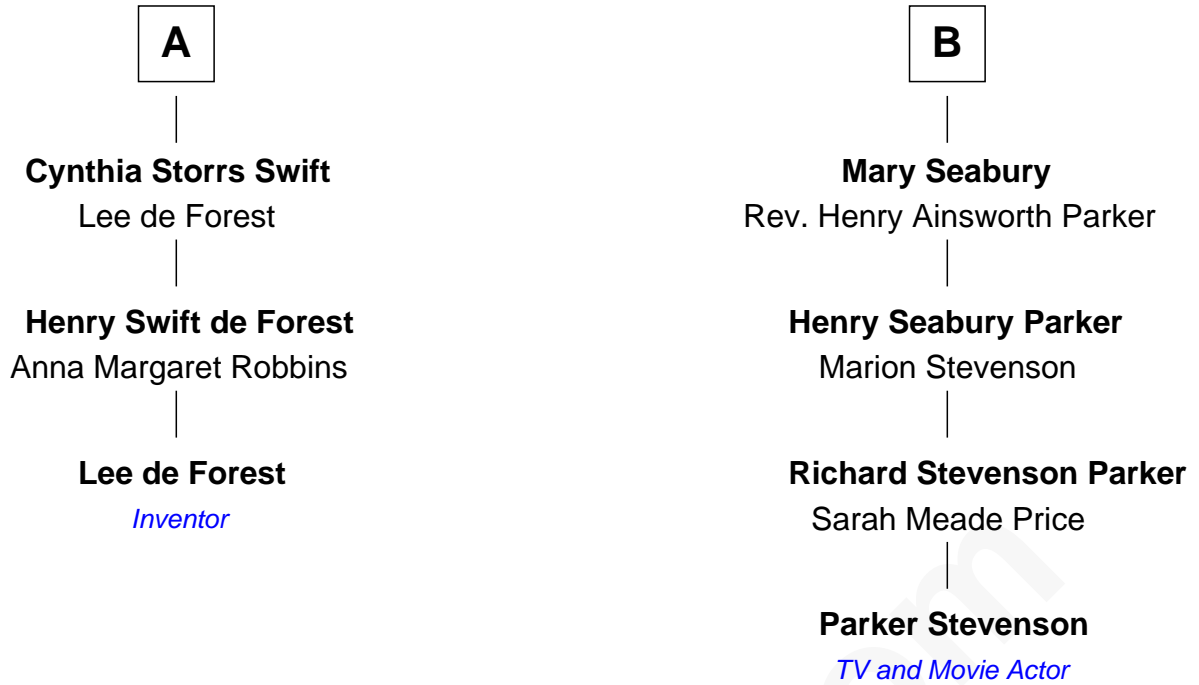 A
Cynthia Storrs Swift
Lee de Forest
Henry Swift de Forest
Anna Margaret Robbins
Lee de Forest
Inventor
B
Mary Seabury
Rev. Henry Ainsworth Parker
Henry Seabury Parker
Marion Stevenson
Richard Stevenson Parker
Sarah Meade Price
Parker Stevenson
TV and Movie Actor